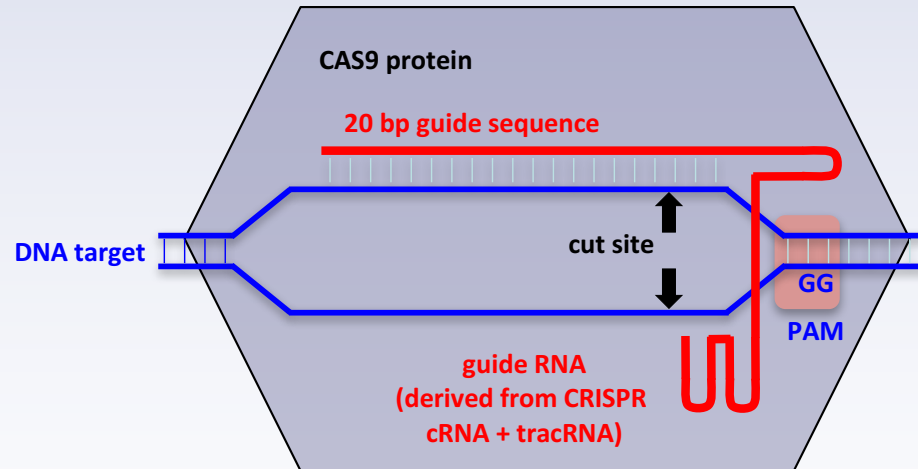 CAS9 protein
20 bp guide sequence
DNA target
cut site
GG
PAM
guide RNA
(derived from CRISPR
cRNA + tracRNA)